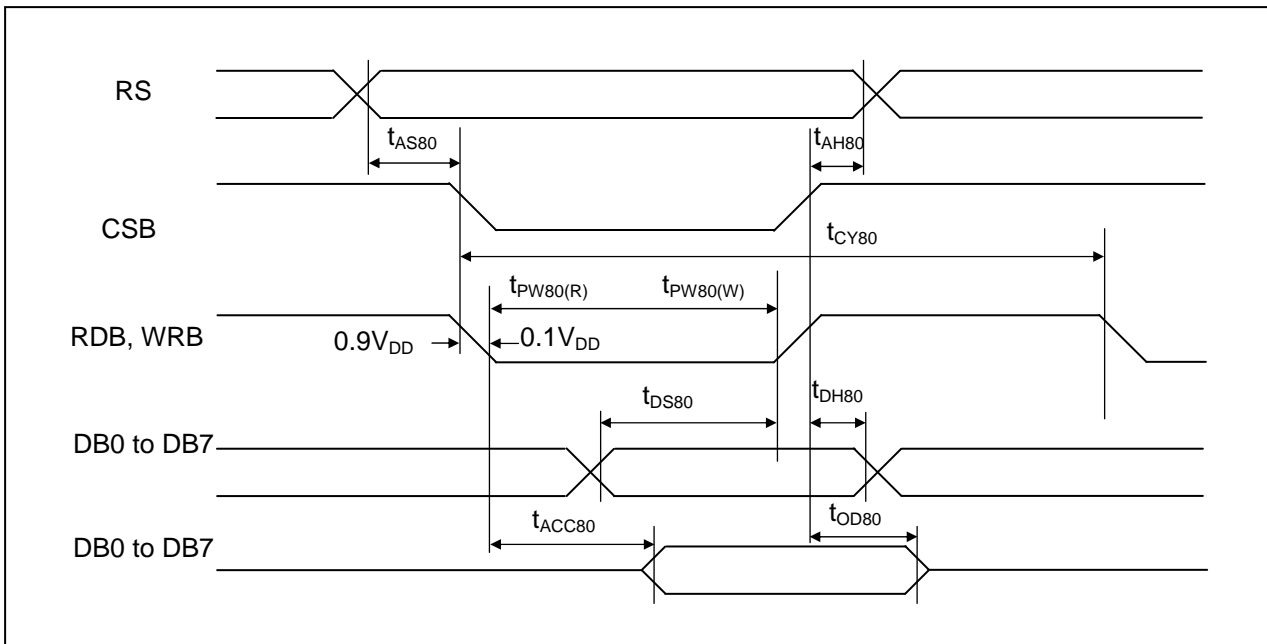 RS
tAS80
tAH80
CSB
tCY80
tPW80(R)
tPW80(W)
RDB, WRB
0.9VDD
0.1VDD
tDS80
tDH80
DB0 to DB7
tACC80
tOD80
DB0 to DB7